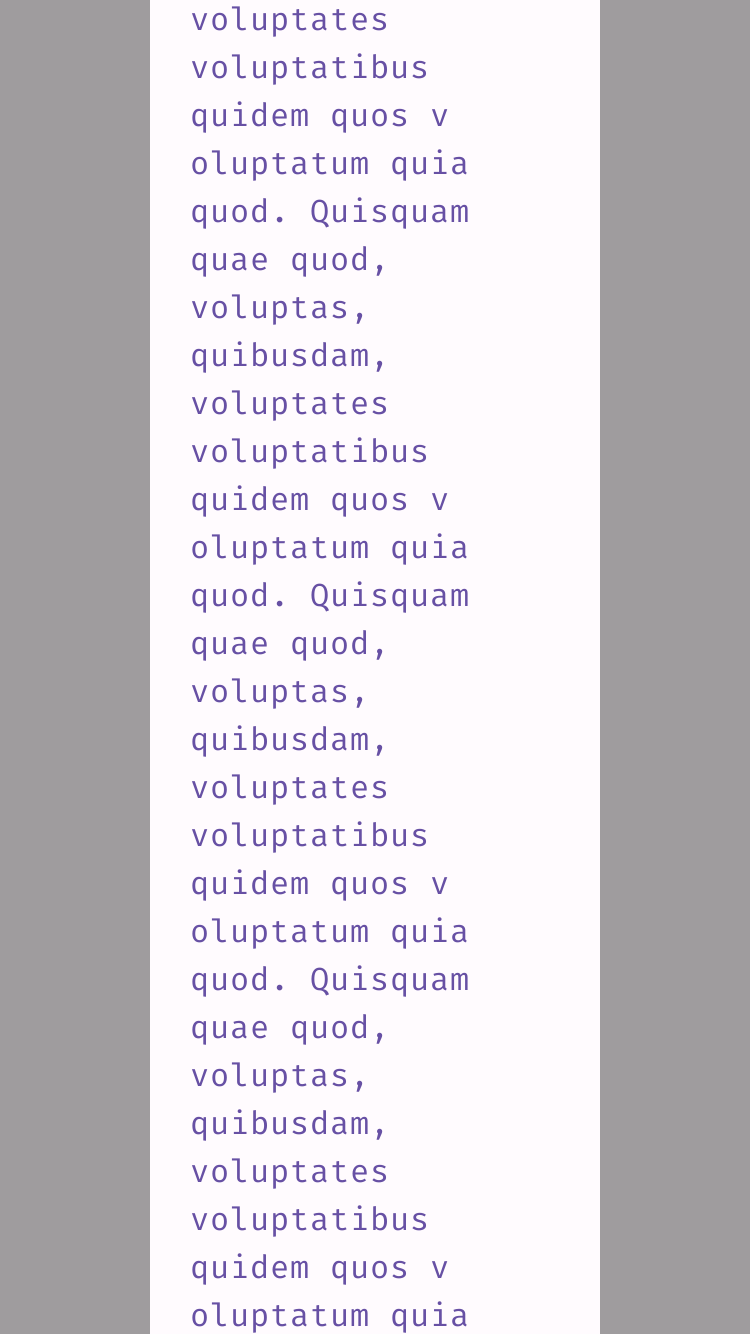 voluptates
voluptatibus
quidem quos v
oluptatum quia
quod. Quisquam
quae quod,
voluptas,
quibusdam,
voluptates
voluptatibus
quidem quos v
oluptatum quia
quod. Quisquam
quae quod,
voluptas,
quibusdam,
voluptates
voluptatibus
quidem quos v
oluptatum quia
quod. Quisquam
quae quod,
voluptas,
quibusdam,
voluptates
voluptatibus
quidem quos v
oluptatum quia